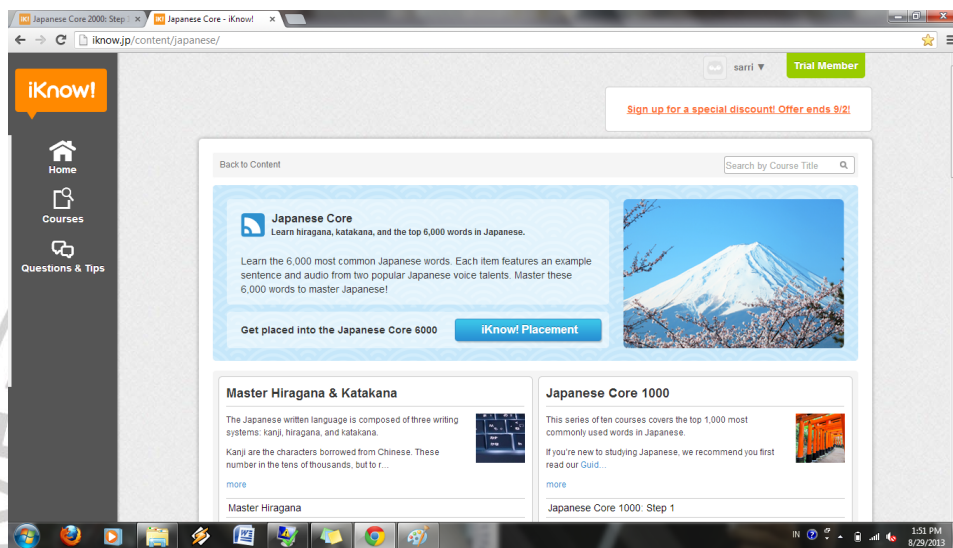 Japanese Core 2000: Step
Japanese Core - iKnow!
iknow.jp/content/japanese/
iKnow!
sarri ▼
Trial Member
Sign up for a special discount! Offer ends 9/2!
Home
Courses
Questions & Tips
Back to Content
Search by Course Title
Japanese Core
Learn hiragana, katakana, and the top 6,000 words in Japanese.
Learn the 6,000 most common Japanese words. Each item features an example
sentence and audio from two popular Japanese voice talents. Master these
6,000 words to master Japanese!
Get placed into the Japanese Core 6000
iKnow! Placement
Master Hiragana & Katakana
The Japanese written language is composed of three writing
systems: kanji, hiragana, and katakana.
Kanji are the characters borrowed from Chinese. These
number in the tens of thousands, but to r...
more
Master Hiragana
Japanese Core 1000
This series of ten courses covers the top 1,000 most
commonly used words in Japanese.
If you're new to studying Japanese, we recommend you first
read our Guid...
more
Japanese Core 1000: Step 1
IN
1:51 PM
8/29/2013